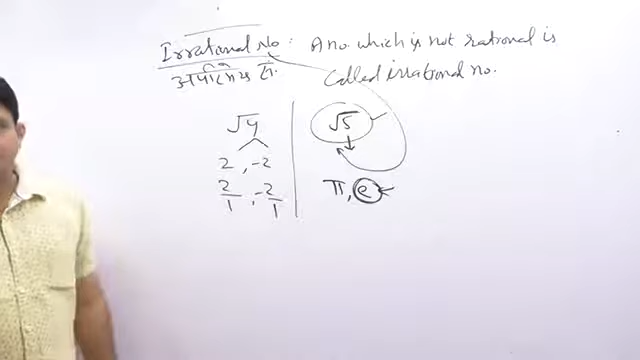 Irrational No: A no. which is not rational is
called irrational no.
√4 √5
2, -2
2/1, -2/1 π, e